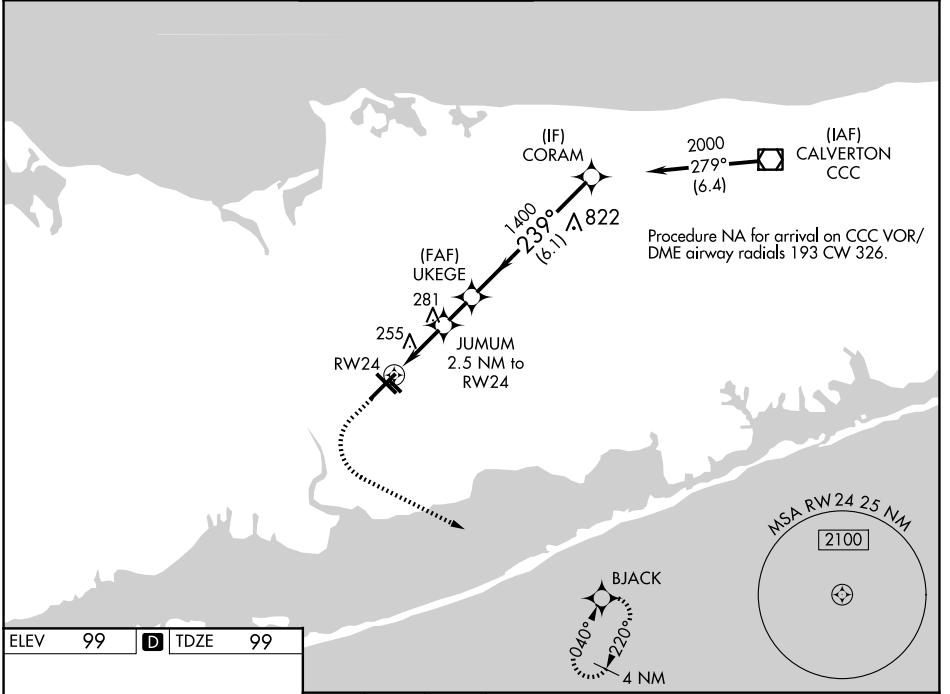 (IF)
CORAM
2000
279°
(6.4)
(IAF)
CALVERTON
CCC
1400
239°
(6.1)
822
Procedure NA for arrival on CCC VOR/
DME airway radials 193 CW 326.
(FAF)
UKEGE
281
255
JUMUM
2.5 NM to
RW24
RW24
MSA RW24 25 NM
2100
BJACK
040°
220°
4 NM
ELEV 99 D TDZE 99